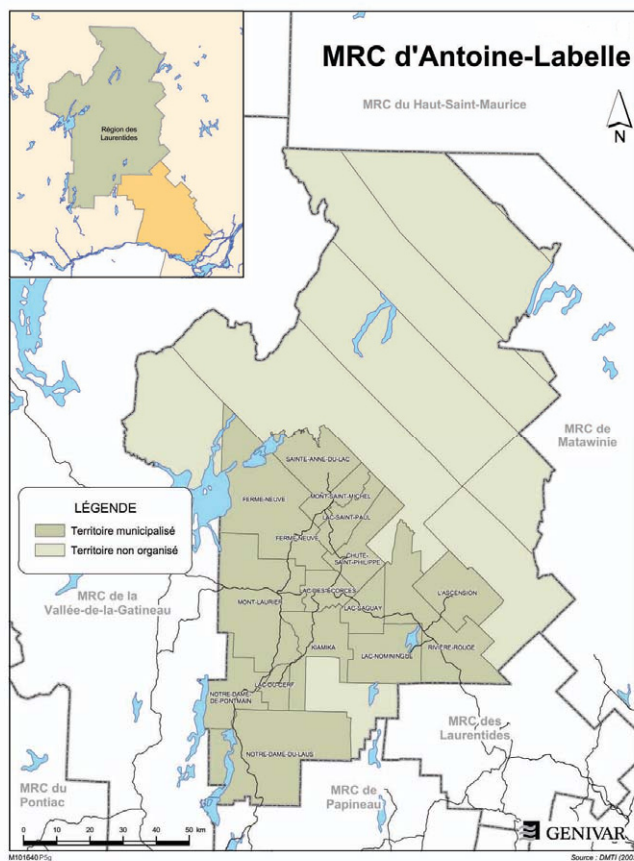 MRC d'Antoine-Labelle
Région des
Laurentides
MRC du Haut-Saint-Maurice
N
MRC de
Matawinie
SAINTE-ANNE-DU-LAC
FERME-NEUVE
MONT-SAINT-MICHEL
LAC-SAINT-PAUL
LÉGENDE
Territoire municipalisé
Territoire non organisé
FERME-NEUVE
CHUTE-
SAINT-PHILIPPE
MRC de la
Vallée-de-la-Gatineau
MONT-LAURIER
LAC-DES-ÉCORCES
L'ASCENSION
LAC-SAGUAY
KIAMIKA
LAC-NOMININGUE
RIVIÈRE-ROUGE
LAC-DU-CERF
NOTRE-DAME-
DE-PONTMAIN
MRC des
Laurentides
NOTRE-DAME-DU-LAUS
MRC du
Pontiac
MRC de
Papineau
0 10 20 30 40 50 km
GENIVAR
M101640P5g
Source : DMTI (200